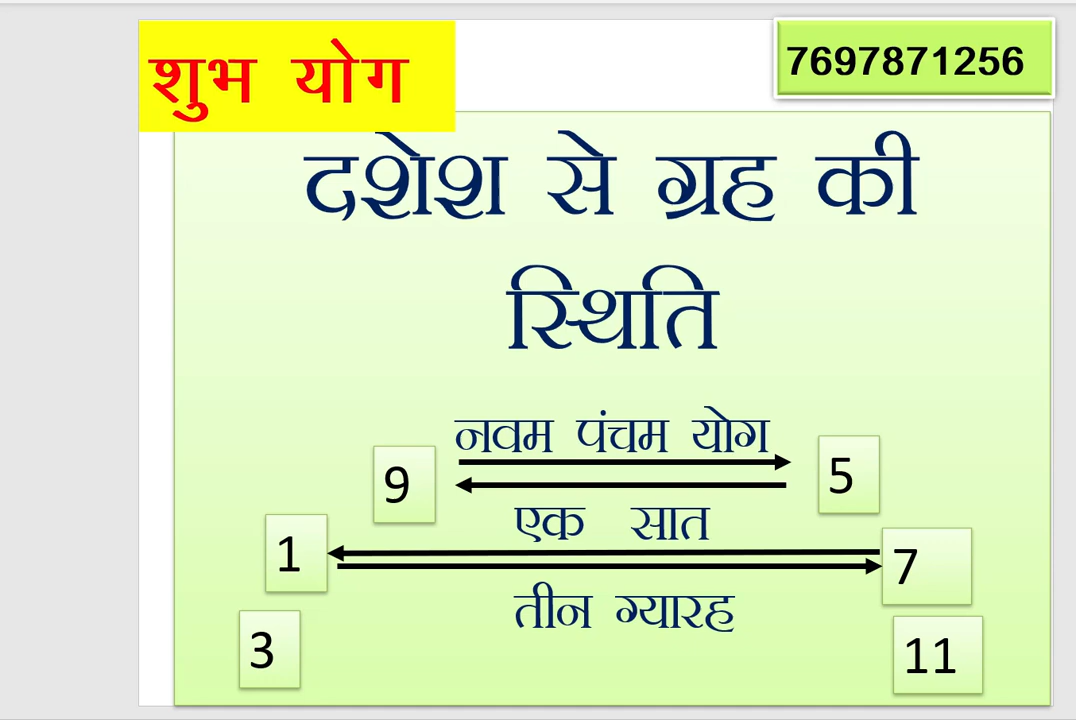 शुभ योग
7697871256
दशेश से ग्रह की
स्थिति
नवम पंचम योग
9
5
एक सात
1
7
तीन ग्यारह
3
11